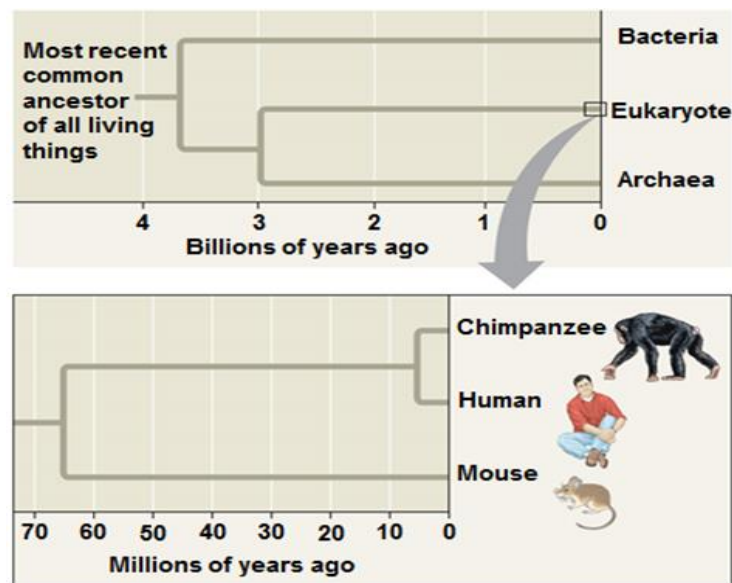 Most recent
common
ancestor
of all living
things
Bacteria
Eukaryote
Archaea
4 3 2 1 0
Billions of years ago
Chimpanzee
Human
Mouse
70 60 50 40 30 20 10 0
Millions of years ago